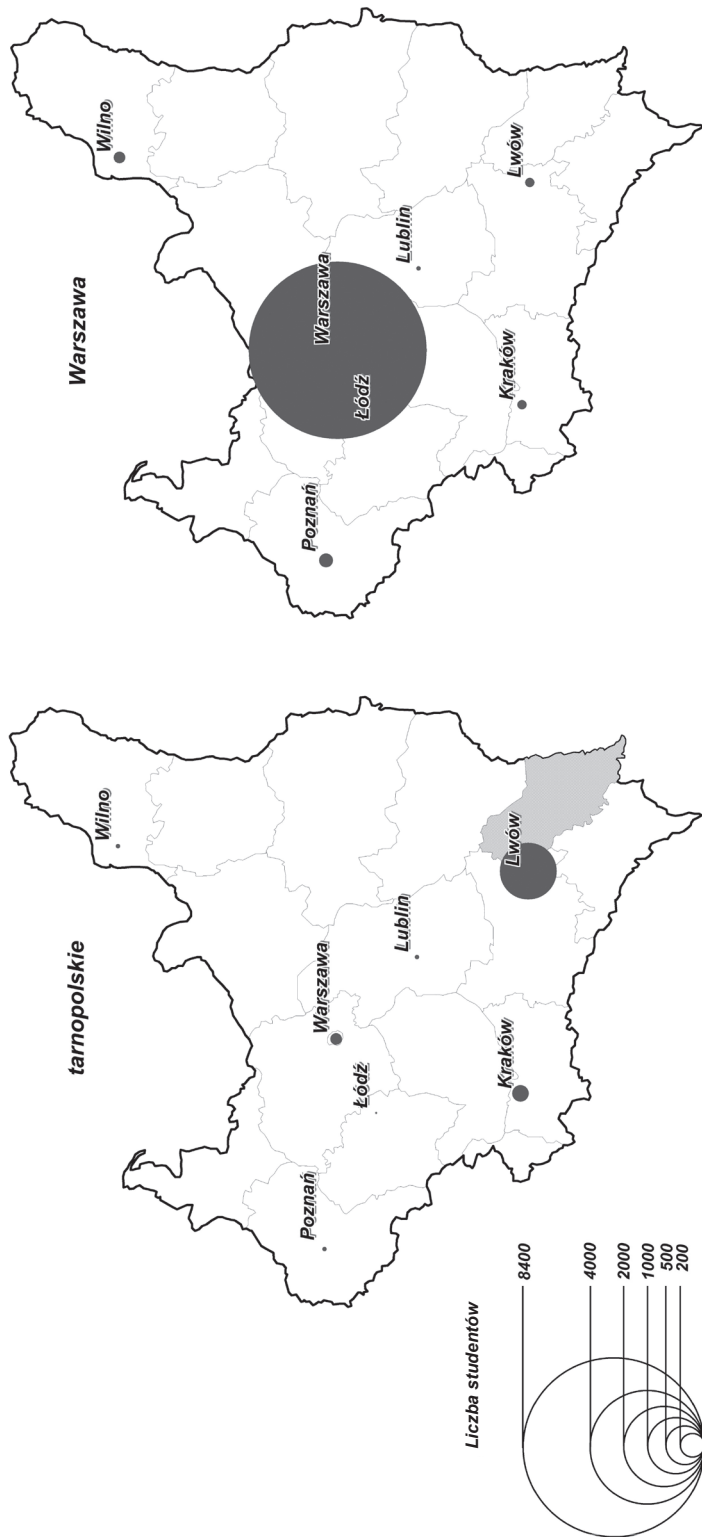 tarnopolskie
Wilno
Poznań
Warszawa
Łódź
Lublin
Kraków
Lwów
Liczba studentów
8400
4000
2000
1000
500
200
Warszawa
Wilno
Poznań
Warszawa
Łódź
Lublin
Kraków
Lwów